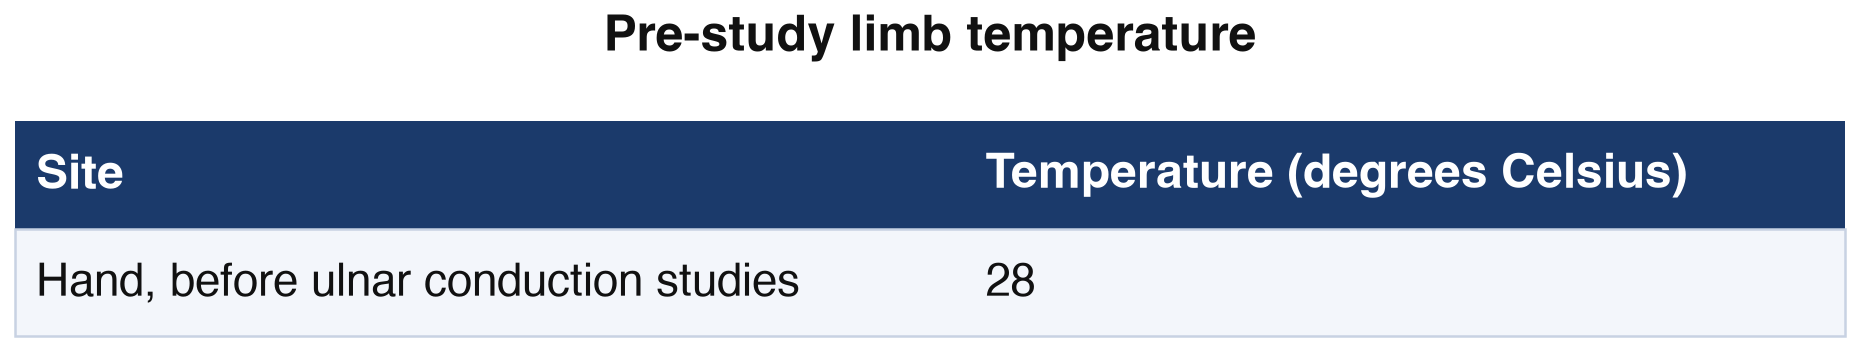 Pre-study limb temperature
Site Temperature (degrees Celsius)
Hand, before ulnar conduction studies 28